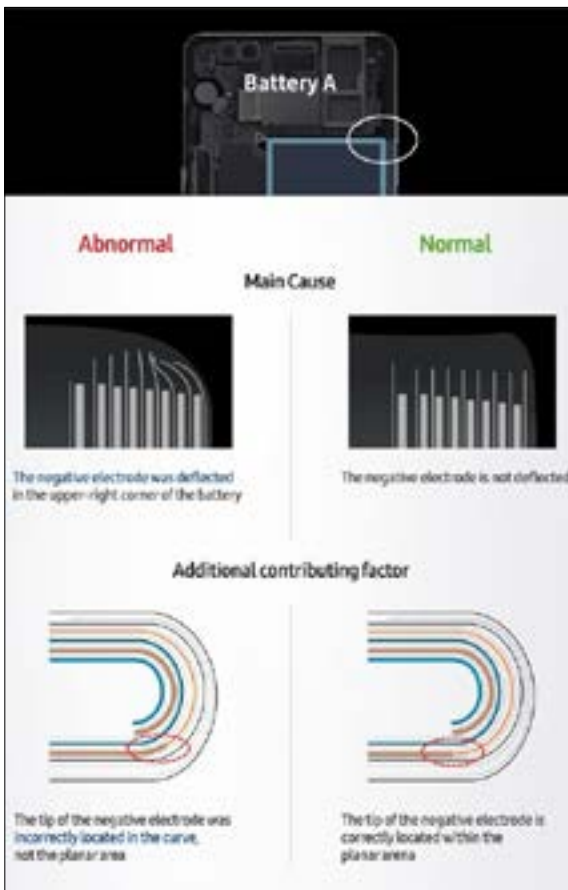 Battery A
Abnormal
Normal
Main Cause
The negative electrode was deflected
in the upper-right corner of the battery
The negative electrode is not deflected
Additional contributing factor
The tip of the negative electrode was
incorrectly located in the curve,
not the planar area
The tip of the negative electrode is
correctly located within the
planar arena